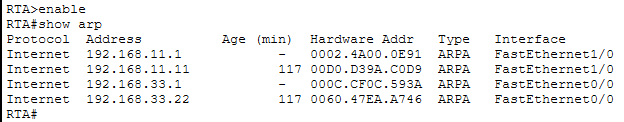 RTA>enable
RTA#show arp
Protocol  Address          Age (min)  Hardware Addr   Type   Interface
Internet  192.168.11.1            -   0002.4A00.0E91  ARPA   FastEthernet1/0
Internet  192.168.11.11           117 00D0.D39A.C0D9  ARPA   FastEthernet1/0
Internet  192.168.33.1            -   000C.CF0C.593A  ARPA   FastEthernet0/0
Internet  192.168.33.22           117 0060.47EA.A746  ARPA   FastEthernet0/0
RTA#